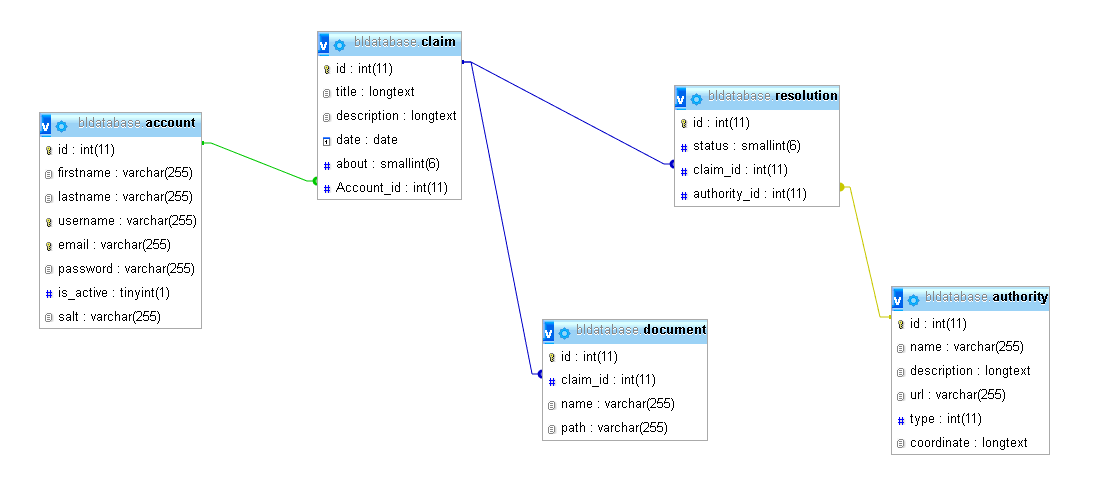 v bldatabase.account
id : int(11)
firstname : varchar(255)
lastname : varchar(255)
username : varchar(255)
email : varchar(255)
password : varchar(255)
# is_active : tinyint(1)
salt : varchar(255)
v bldatabase.claim
id : int(11)
title : longtext
description : longtext
date : date
# about : smallint(6)
# Account_id : int(11)
v bldatabase.resolution
id : int(11)
# status : smallint(6)
# claim_id : int(11)
# authority_id : int(11)
v bldatabase.document
id : int(11)
# claim_id : int(11)
name : varchar(255)
path : varchar(255)
v bldatabase.authority
id : int(11)
name : varchar(255)
description : longtext
url : varchar(255)
# type : int(11)
coordinate : longtext